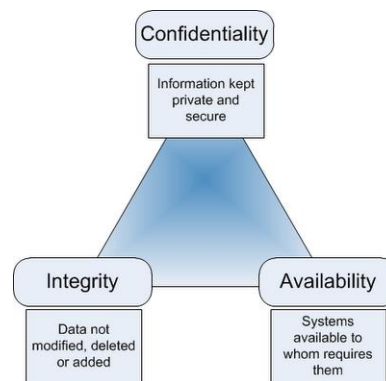 Confidentiality
Information kept
private and
secure
Integrity
Data not
modified, deleted
or added
Availability
Systems
available to
whom requires
them